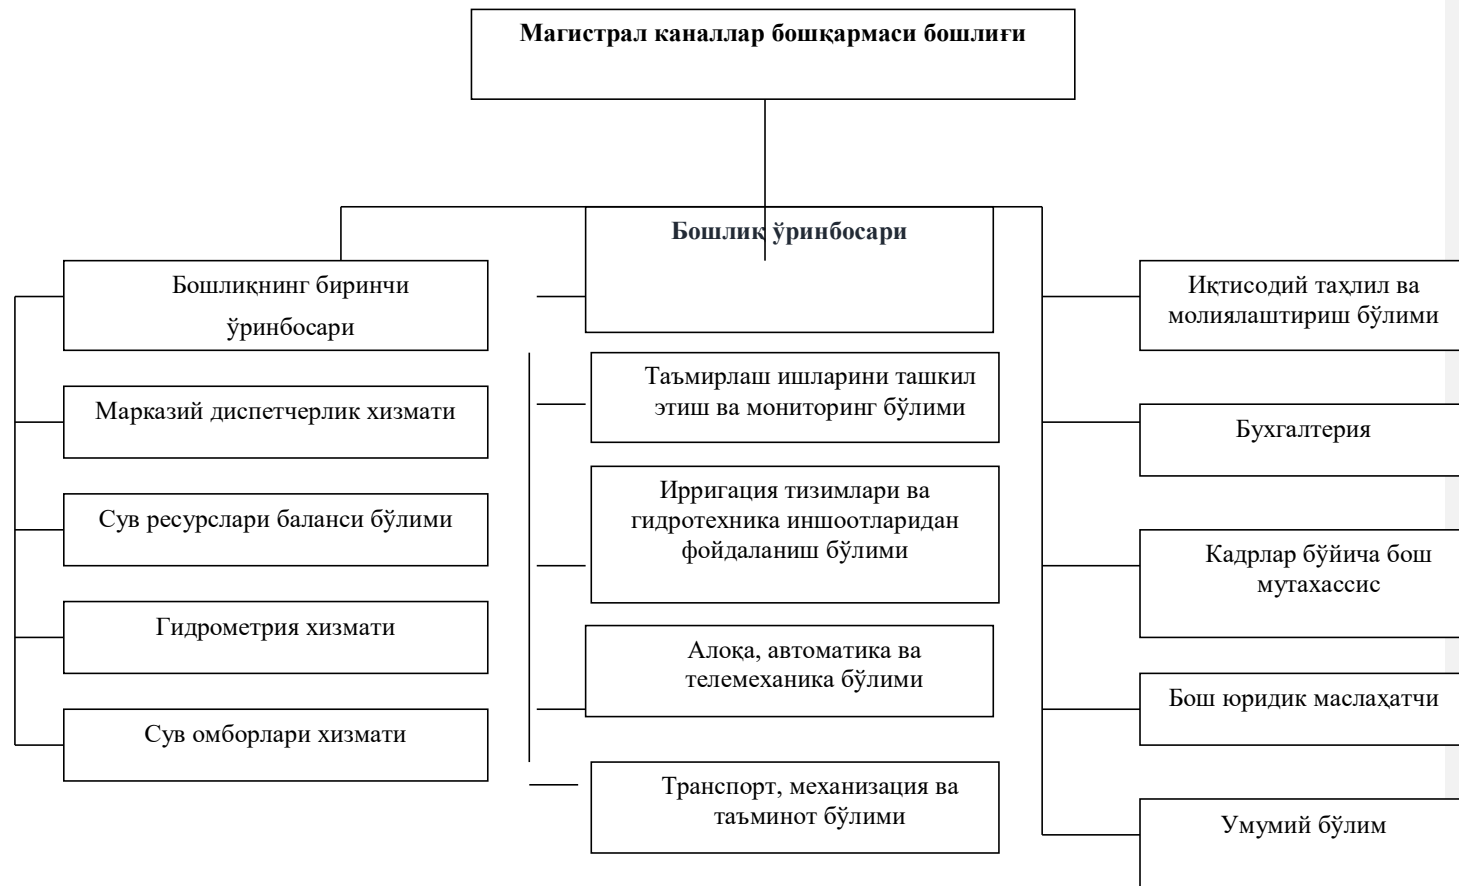 Магистрал каналлар бошқармаси бошлиғи
Бошлиқ ўринбосари
Бошлиқнинг биринчи
ўринбосари
Марказий диспетчерлик хизмати
Сув ресурслари баланси бўлими
Гидрометрия хизмати
Сув омборлари хизмати
Таъмирлаш ишларини ташкил
этиш ва мониторинг бўлими
Ирригация тизимлари ва
гидротехника иншоотларидан
фойдаланиш бўлими
Алоқа, автоматика ва
телемеханика бўлими
Транспорт, механизация ва
таъминот бўлими
Иқтисодий таҳлил ва
молиялаштириш бўлими
Бухгалтерия
Кадрлар бўйича бош
мутахассис
Бош юридик маслаҳатчи
Умумий бўлим